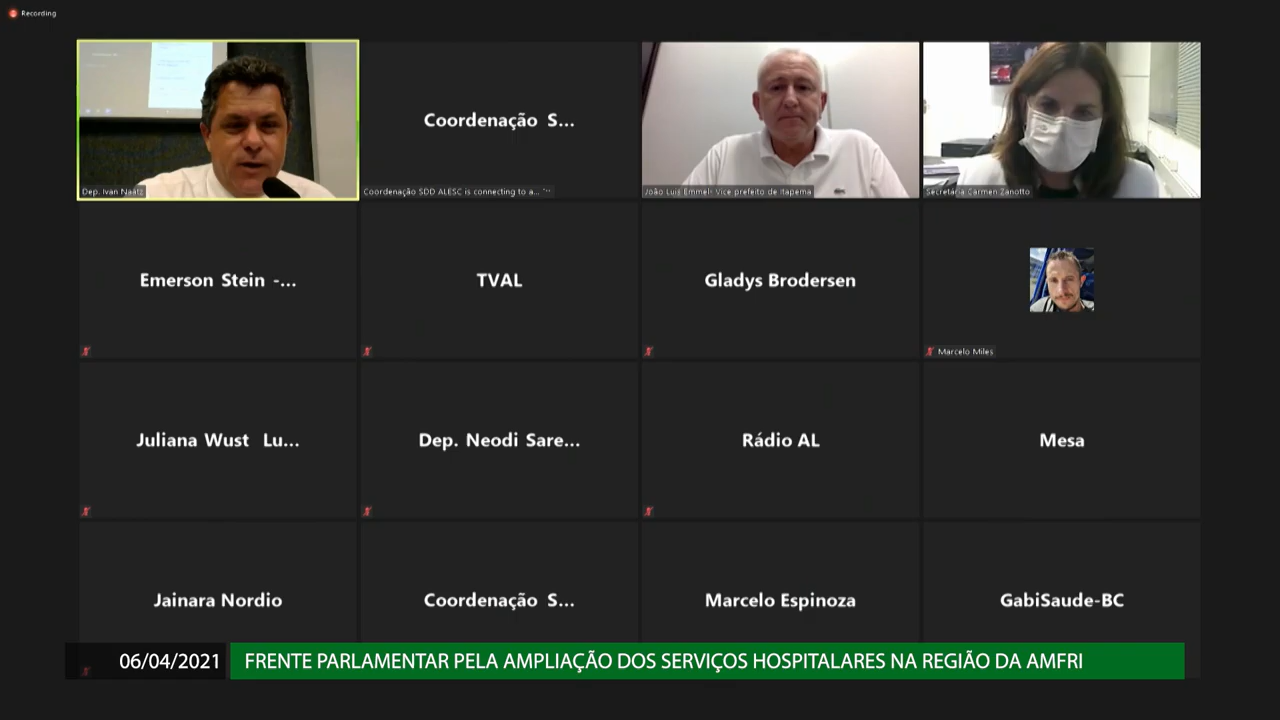 Recording
Coordenação S...
Dep. Ivan Naatz
Coordenação SDD ALESC is connecting to a...
João Luis Emmel- Vice prefeito de Itapema
Secretária Carmen Zanotto
Emerson Stein -...
TVAL
Gladys Brodersen
Marcelo Miles
Juliana Wust Lu...
Dep. Neodi Sare...
Rádio AL
Mesa
Jainara Nordio
Coordenação S...
Marcelo Espinoza
GabiSaude-BC
06/04/2021
FRENTE PARLAMENTAR PELA AMPLIAÇÃO DOS SERVIÇOS HOSPITALARES NA REGIÃO DA AMFRI